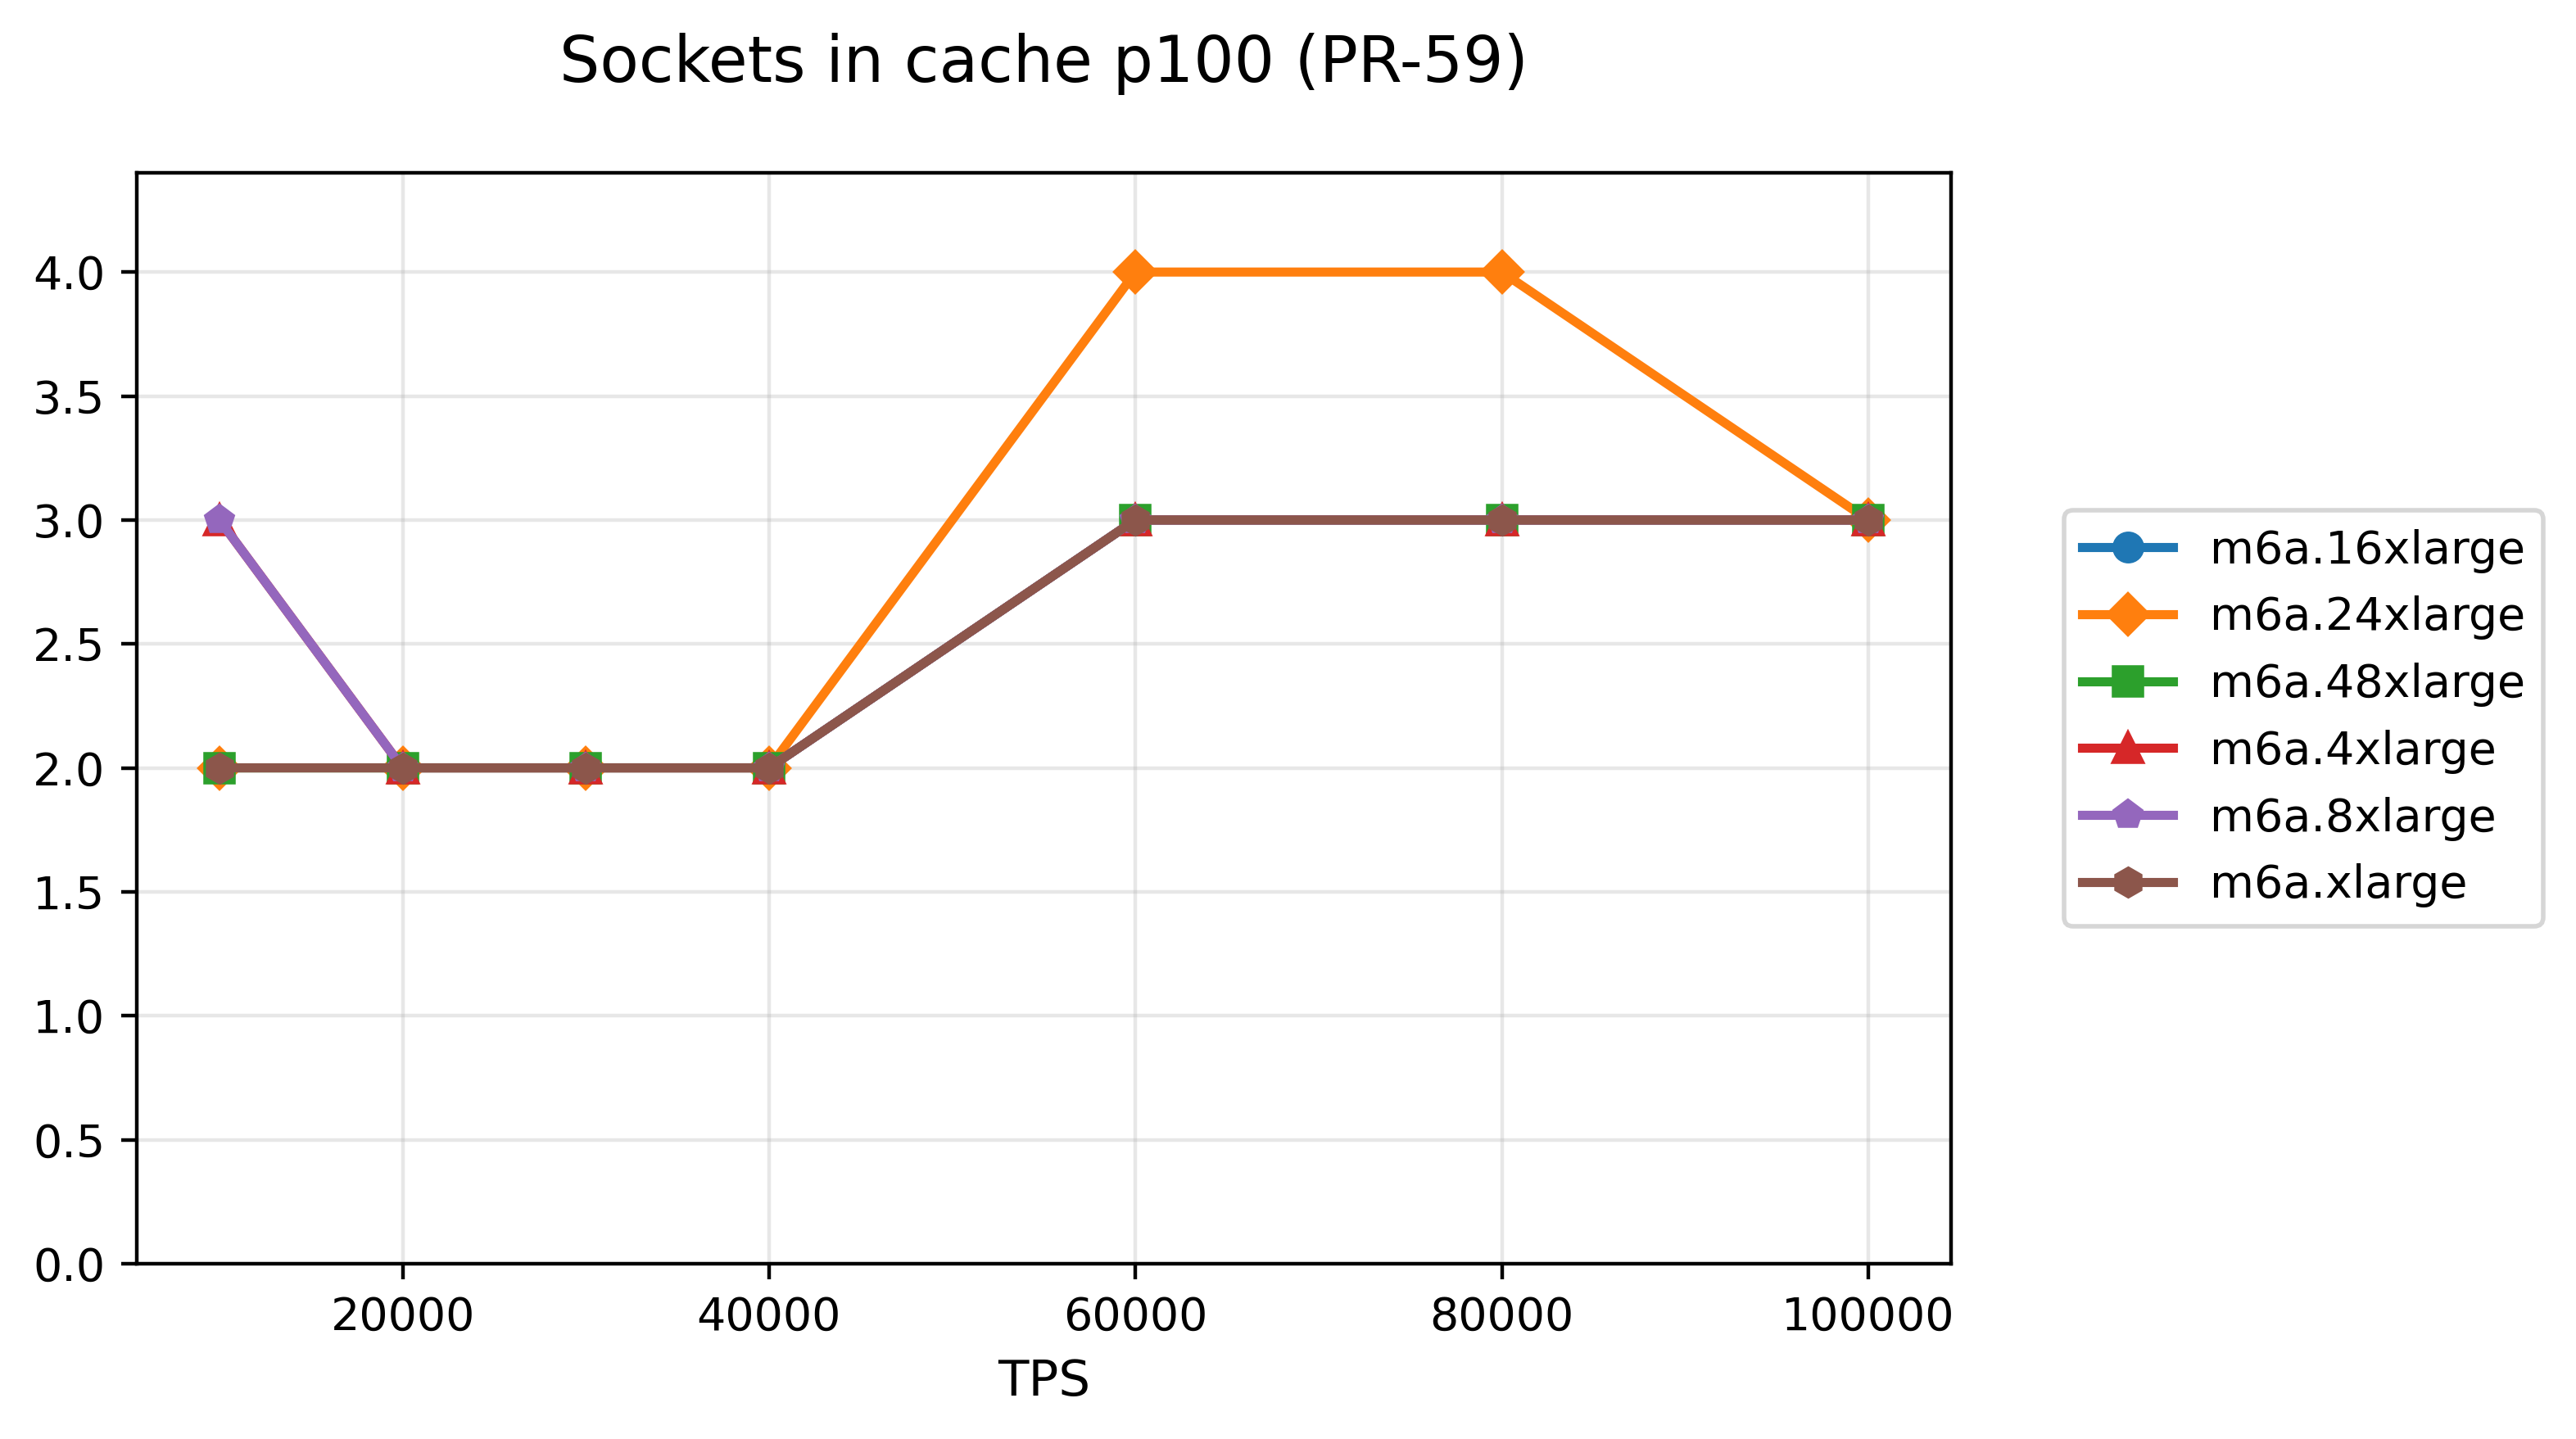 Sockets in cache p100 (PR-59)
4.0
3.5
3.0
2.5
2.0
1.5
1.0
0.5
0.0
20000 40000 60000 80000 100000
TPS
m6a.16xlarge
m6a.24xlarge
m6a.48xlarge
m6a.4xlarge
m6a.8xlarge
m6a.xlarge